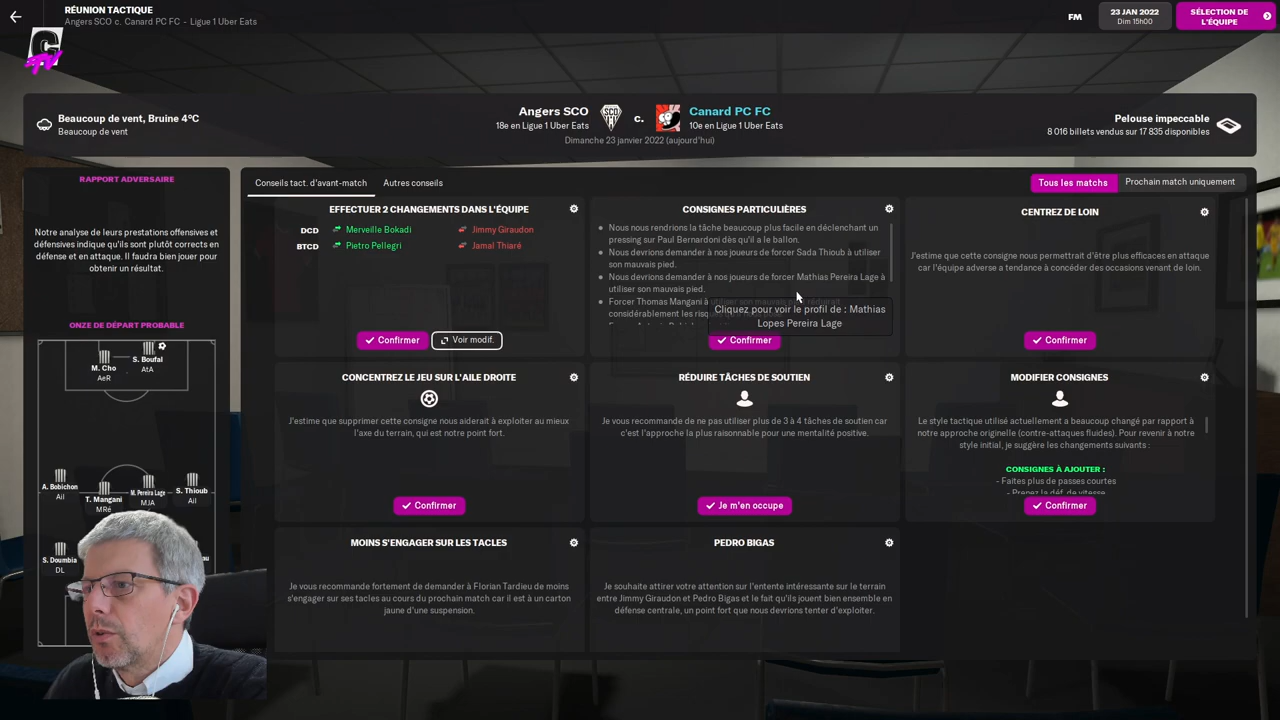 RÉUNION TACTIQUE
Angers SCO c. Canard PC FC - Ligue 1 Uber Eats
FM
23 JAN 2022
Dim 15h00
SÉLECTION DE
L'ÉQUIPE
C
TV
Beaucoup de vent, Bruine 4°C
Beaucoup de vent
Angers SCO
18e en Ligue 1 Uber Eats
SCO
c.
Canard PC FC
10e en Ligue 1 Uber Eats
Dimanche 23 janvier 2022 (aujourd'hui)
Pelouse impeccable
8 016 billets vendus sur 17 835 disponibles
RAPPORT ADVERSAIRE
Notre analyse de leurs prestations offensives et
défensives indique qu'ils sont plutôt corrects en
défense et en attaque. Il faudra bien jouer pour
obtenir un résultat.
ONZE DE DÉPART PROBABLE
M. Cho
AeR
S. Boufal
AtA
A. Bobichon
Ail
T. Mangani
MRé
M. Pereira Lage
MJA
S. Thioub
Ail
S. Doumbia
DL
Conseils tact. d'avant-match
Autres conseils
Tous les matchs
Prochain match uniquement
EFFECTUER 2 CHANGEMENTS DANS L'ÉQUIPE
DCD Merveille Bokadi Jimmy Giraudon
BTCD Pietro Pellegri Jamal Thiaré
Confirmer
Voir modif.
CONSIGNES PARTICULIÈRES
Nous nous rendrions la tâche beaucoup plus facile en déclenchant un
pressing sur Paul Bernardoni dès qu'il a le ballon.
Nous devrions demander à nos joueurs de forcer Sada Thioub à utiliser
son mauvais pied.
Nous devrions demander à nos joueurs de forcer Mathias Pereira Lage à
utiliser son mauvais pied.
Forcer Thomas Mangani à utiliser son mauvais pied réduirait
considérablement les risques
Cliquez pour voir le profil de : Mathias
Lopes Pereira Lage
Confirmer
CENTREZ DE LOIN
J'estime que cette consigne nous permettrait d'être plus efficaces en attaque
car l'équipe adverse a tendance à concéder des occasions venant de loin.
Confirmer
CONCENTREZ LE JEU SUR L'AILE DROITE
J'estime que supprimer cette consigne nous aiderait à exploiter au mieux
l'axe du terrain, qui est notre point fort.
Confirmer
RÉDUIRE TÂCHES DE SOUTIEN
Je vous recommande de ne pas utiliser plus de 3 à 4 tâches de soutien car
c'est l'approche la plus raisonnable pour une mentalité positive.
Je m'en occupe
MODIFIER CONSIGNES
Le style tactique utilisé actuellement a beaucoup changé par rapport à
notre approche originelle (contre-attaques fluides). Pour revenir à notre
style initial, je suggère les changements suivants :
CONSIGNES À AJOUTER :
- Faites plus de passes courtes
- Prenez la déf. de vitesse
Confirmer
MOINS S'ENGAGER SUR LES TACLES
Je vous recommande fortement de demander à Florian Tardieu de moins
s'engager sur ses tacles au cours du prochain match car il est à un carton
jaune d'une suspension.
PEDRO BIGAS
Je souhaite attirer votre attention sur l'entente intéressante sur le terrain
entre Jimmy Giraudon et Pedro Bigas et le fait qu'ils jouent bien ensemble en
défense centrale, un point fort que nous devrions tenter d'exploiter.